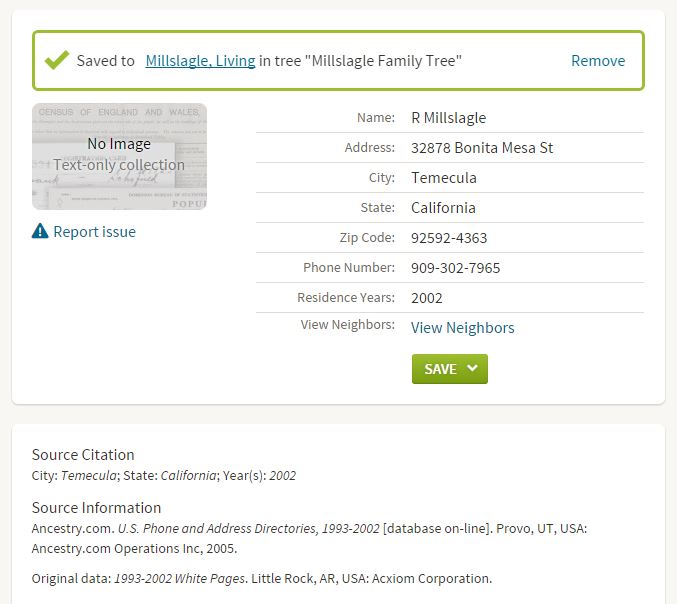 Saved to Millslagle, Living in tree "Millslagle Family Tree" Remove
CENSUS OF ENGLAND AND WALES,
No Image
Text-only collection
POPU
Report issue
Name: R Millslagle
Address: 32878 Bonita Mesa St
City: Temecula
State: California
Zip Code: 92592-4363
Phone Number: 909-302-7965
Residence Years: 2002
View Neighbors: View Neighbors
SAVE
Source Citation
City: Temecula; State: California; Year(s): 2002
Source Information
Ancestry.com. U.S. Phone and Address Directories, 1993-2002 [database on-line]. Provo, UT, USA:
Ancestry.com Operations Inc, 2005.
Original data: 1993-2002 White Pages. Little Rock, AR, USA: Acxiom Corporation.